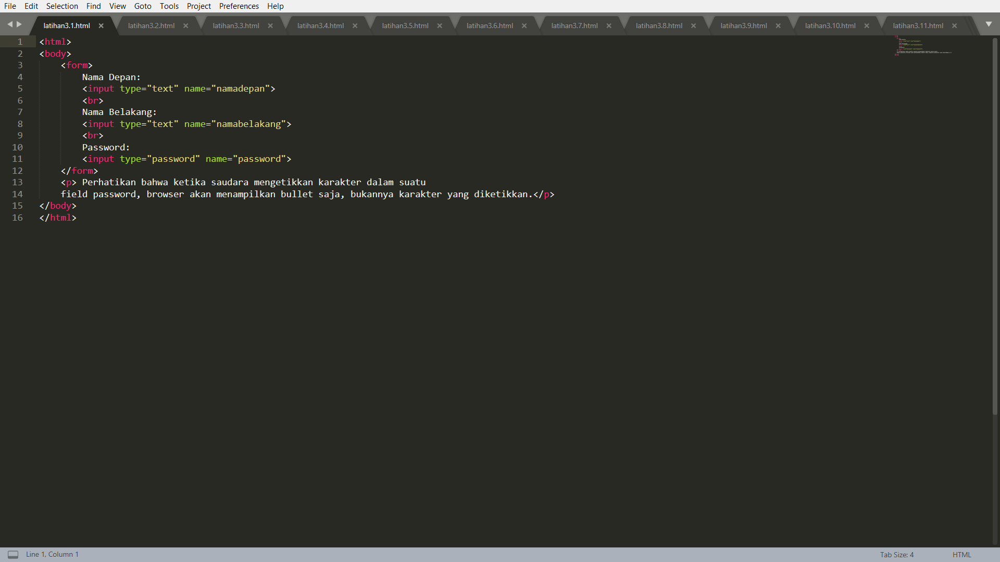 File Edit Selection Find View Goto Tools Project Preferences Help
latihan3.1.html × latihan3.2.html × latihan3.3.html × latihan3.4.html × latihan3.5.html × latihan3.6.html × latihan3.7.html × latihan3.8.html × latihan3.9.html × latihan3.10.html × latihan3.11.html ×
1 <html>
2 <body>
3     <form>
4         Nama Depan:
5         <input type="text" name="namadepan">
6         <br>
7         Nama Belakang:
8         <input type="text" name="namabelakang">
9         <br>
10         Password:
11         <input type="password" name="password">
12     </form>
13     <p> Perhatikan bahwa ketika saudara mengetikkan karakter dalam suatu
14     field password, browser akan menampilkan bullet saja, bukannya karakter yang diketikkan.</p>
15 </body>
16 </html>
Line 1, Column 1 Tab Size: 4 HTML